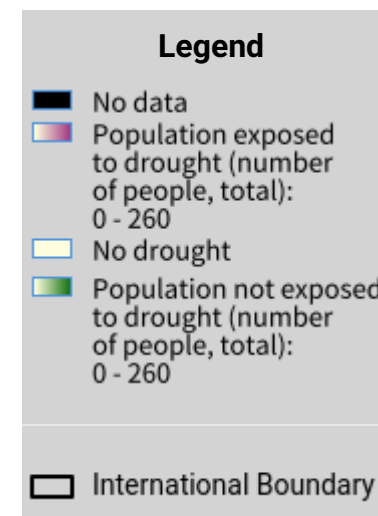 Legend
No data
Population exposed
to drought (number
of people, total):
0 - 260
No drought
Population not exposed
to drought (number
of people, total):
0 - 260
International Boundary